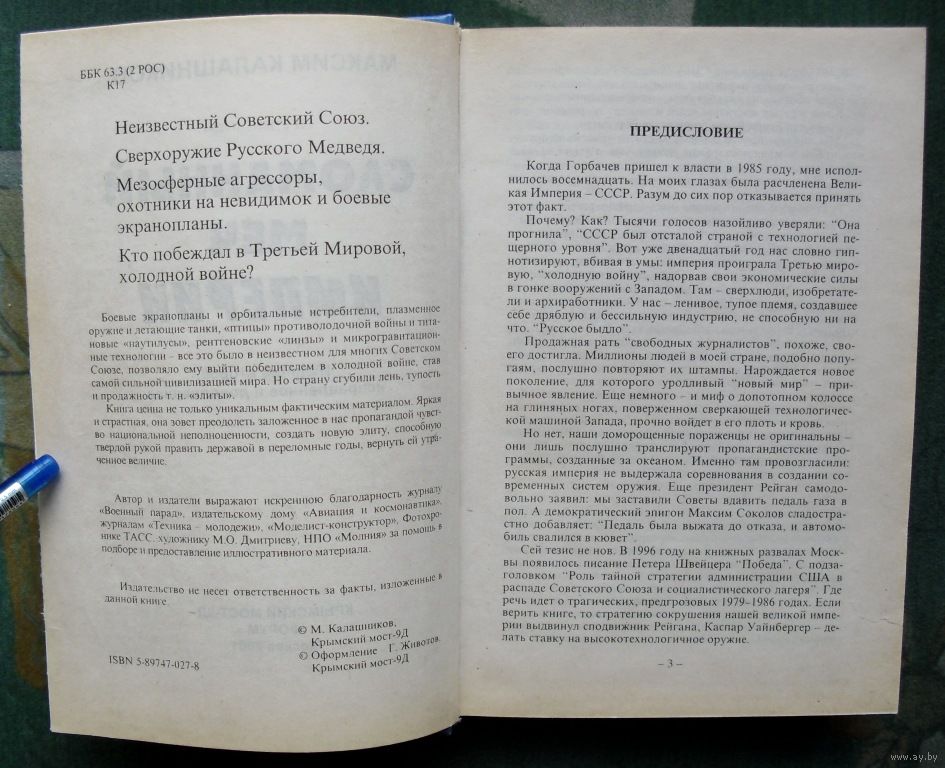 ББК 63.3 (2 РОС)
К17
Неизвестный Советский Союз.
Сверхоружие Русского Медведя.
Мезосферные агрессоры,
охотники на невидимок и боевые
экранопланы.
Кто побеждал в Третьей Мировой,
холодной войне?
Боевые экранопланы и орбитальные истребители, плазменное
оружие и летающие танки, «птицы» противолодочной войны и тита-
новые «наутилусы», рентгеновские «линзы» и микрогравитацион-
ные технологии - все это было в неизвестном для многих Советском
Союзе, позволяло ему выйти победителем в холодной войне, став
самой сильной цивилизацией мира. Но страну сгубили лень, тупость
и продажность т. н. «элиты».
Книга ценна не только уникальным фактическим материалом. Яркая
и страстная, она зовет преодолеть заложенное в нас пропагандой чувст-
во национальной неполноценности, создать новую элиту, способную
твердой рукой править державой в переломные годы, вернуть ей утра-
ченное величие.
Автор и издатели выражают искреннюю благодарность журналу
«Военный парад», издательскому дому «Авиация и космонавтика»,
журналам «Техника – молодежи», «Моделист-конструктор», Фотохро-
нике ТАСС, художнику М.О. Дмитриеву, НПО «Молния» за помощь в
подборе и предоставление иллюстративного материала.
Издательство не несет ответственность за факты, изложенные в
данной книге.
© М. Калашников,
Крымский мост-9Д
© Оформление Г. Животов.
Крымский мост-9Д
ISBN 5-89747-027-8
ПРЕДИСЛОВИЕ
Когда Горбачев пришел к власти в 1985 году, мне испол-
нилось восемнадцать. На моих глазах была расчленена Вели-
кая Империя – СССР. Разум до сих пор отказывается принять
этот факт.
Почему? Как? Тысячи голосов назойливо уверяли: “Она
прогнила”, “СССР был отсталой страной с технологией пе-
щерного уровня”. Вот уже двенадцатый год нас словно гип-
нотизируют, вбивая в умы: империя проиграла Третью миро-
вую, “холодную войну”, надорвав свои экономические силы
в гонке вооружений с Западом. Там – сверхлюди, изобретате-
ли и архиработники. У нас – ленивое, тупое племя, создавшее
себе дряблую и бессильную индустрию, не способную ни на
что. “Русское быдло”.
Продажная рать “свободных журналистов”, похоже, сво-
его достигла. Миллионы людей в моей стране, подобно попу-
гаям, послушно повторяют их штампы. Нарождается новое
поколение, для которого уродливый “новый мир” – при-
вычное явление. Еще немного - и миф о допотопном колоссе
на глиняных ногах, поверженном сверкающей технологичес-
кой машиной Запада, прочно войдет в его плоть и кровь.
Но нет, наши доморощенные пораженцы не оригинальны –
они лишь послушно транслируют пропагандистские про-
граммы, созданные за океаном. Именно там провозгласили:
русская империя не выдержала соревнования в создании со-
временных систем оружия. Еще президент Рейган самодо-
вольно заявил: мы заставили Советы вдавить педаль газа в
пол. А демократический эпигон Максим Соколов сладостра-
стно добавляет: “Педаль была выжата до отказа, и автомо-
биль свалился в кювет”.
Сей тезис не нов. В 1996 году на книжных развалах Мос-
квы появилось писание Петера Швейцера “Победа”. С подза-
головком “Роль тайной стратегии администрации США в
распаде Советского Союза и социалистического лагеря”. Где
речь идет о трагических, предгрозовых 1979–1986 годах. Если
верить книге, то стратегию сокрушения нашей великой импе-
рии выдвинул сподвижник Рейгана, Каспар Уайнбергер – де-
лать ставку на высокотехнологичное оружие.
– 3 –
www.ay.by